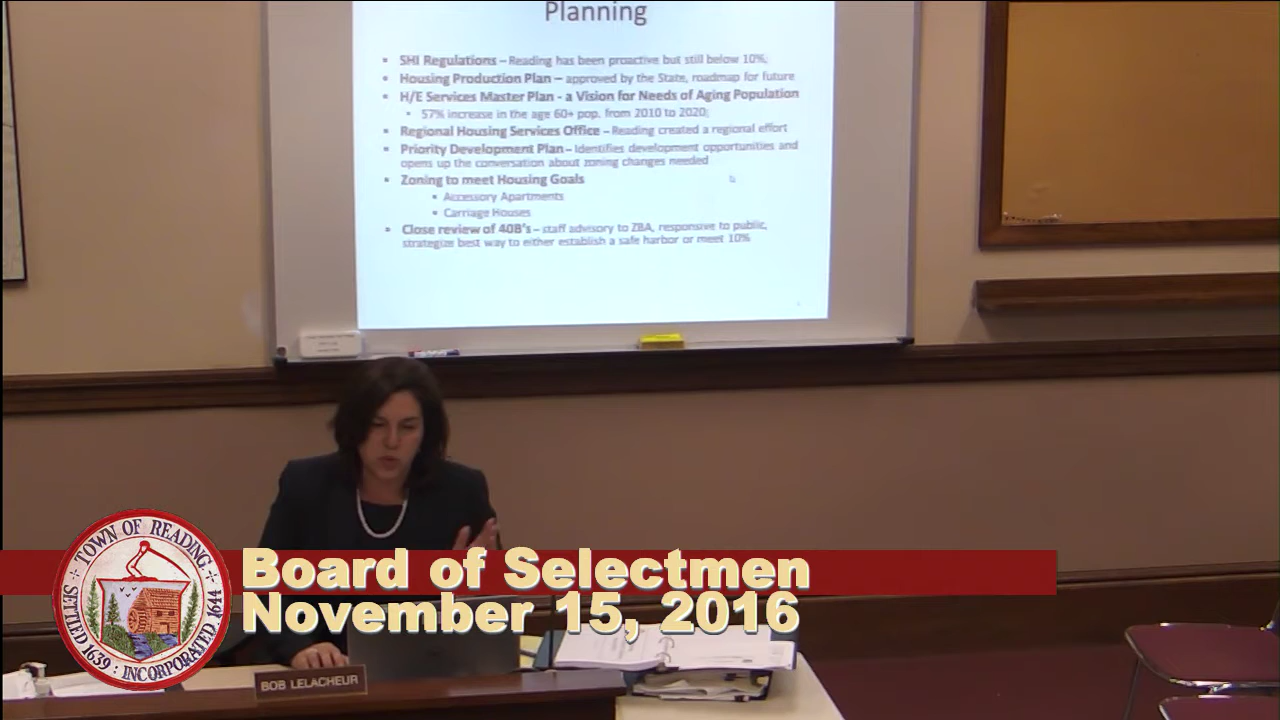 Planning
SHI Regulations – Reading has been proactive but still below 10%,
Housing Production Plan – approved by the State, roadmap for future
H/E Services Master Plan - a Vision for Needs of Aging Population
57% increase in the age 60+ pop. from 2010 to 2020;
Regional Housing Services Office – Reading created a regional effort
Priority Development Plan – Identifies development opportunities and
opens up the conversation about zoning changes needed
Zoning to meet Housing Goals
Accessory Apartments
Carriage Houses
Close review of 40B's – staff advisory to ZBA, responsive to public,
strategize best way to either establish a safe harbor or meet 10%
TOWN OF READING
SETTLED 1639 : INCORPORATED 1644
Board of Selectmen
November 15, 2016
BOB LELACHEUR